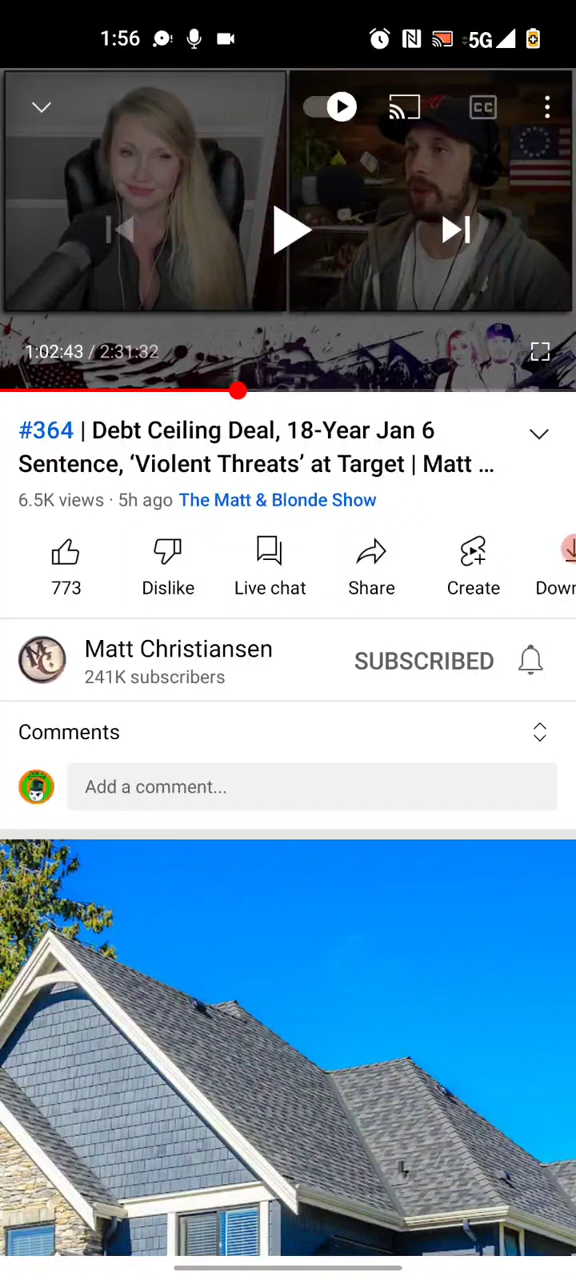 1:56
5G
CC
1:02:43 / 2:31:32
#364 | Debt Ceiling Deal, 18-Year Jan 6
Sentence, ‘Violent Threats’ at Target | Matt ...
6.5K views · 5h ago The Matt & Blonde Show
773 Dislike Live chat Share Create Down
Matt Christiansen
241K subscribers
SUBSCRIBED
Comments
Add a comment...